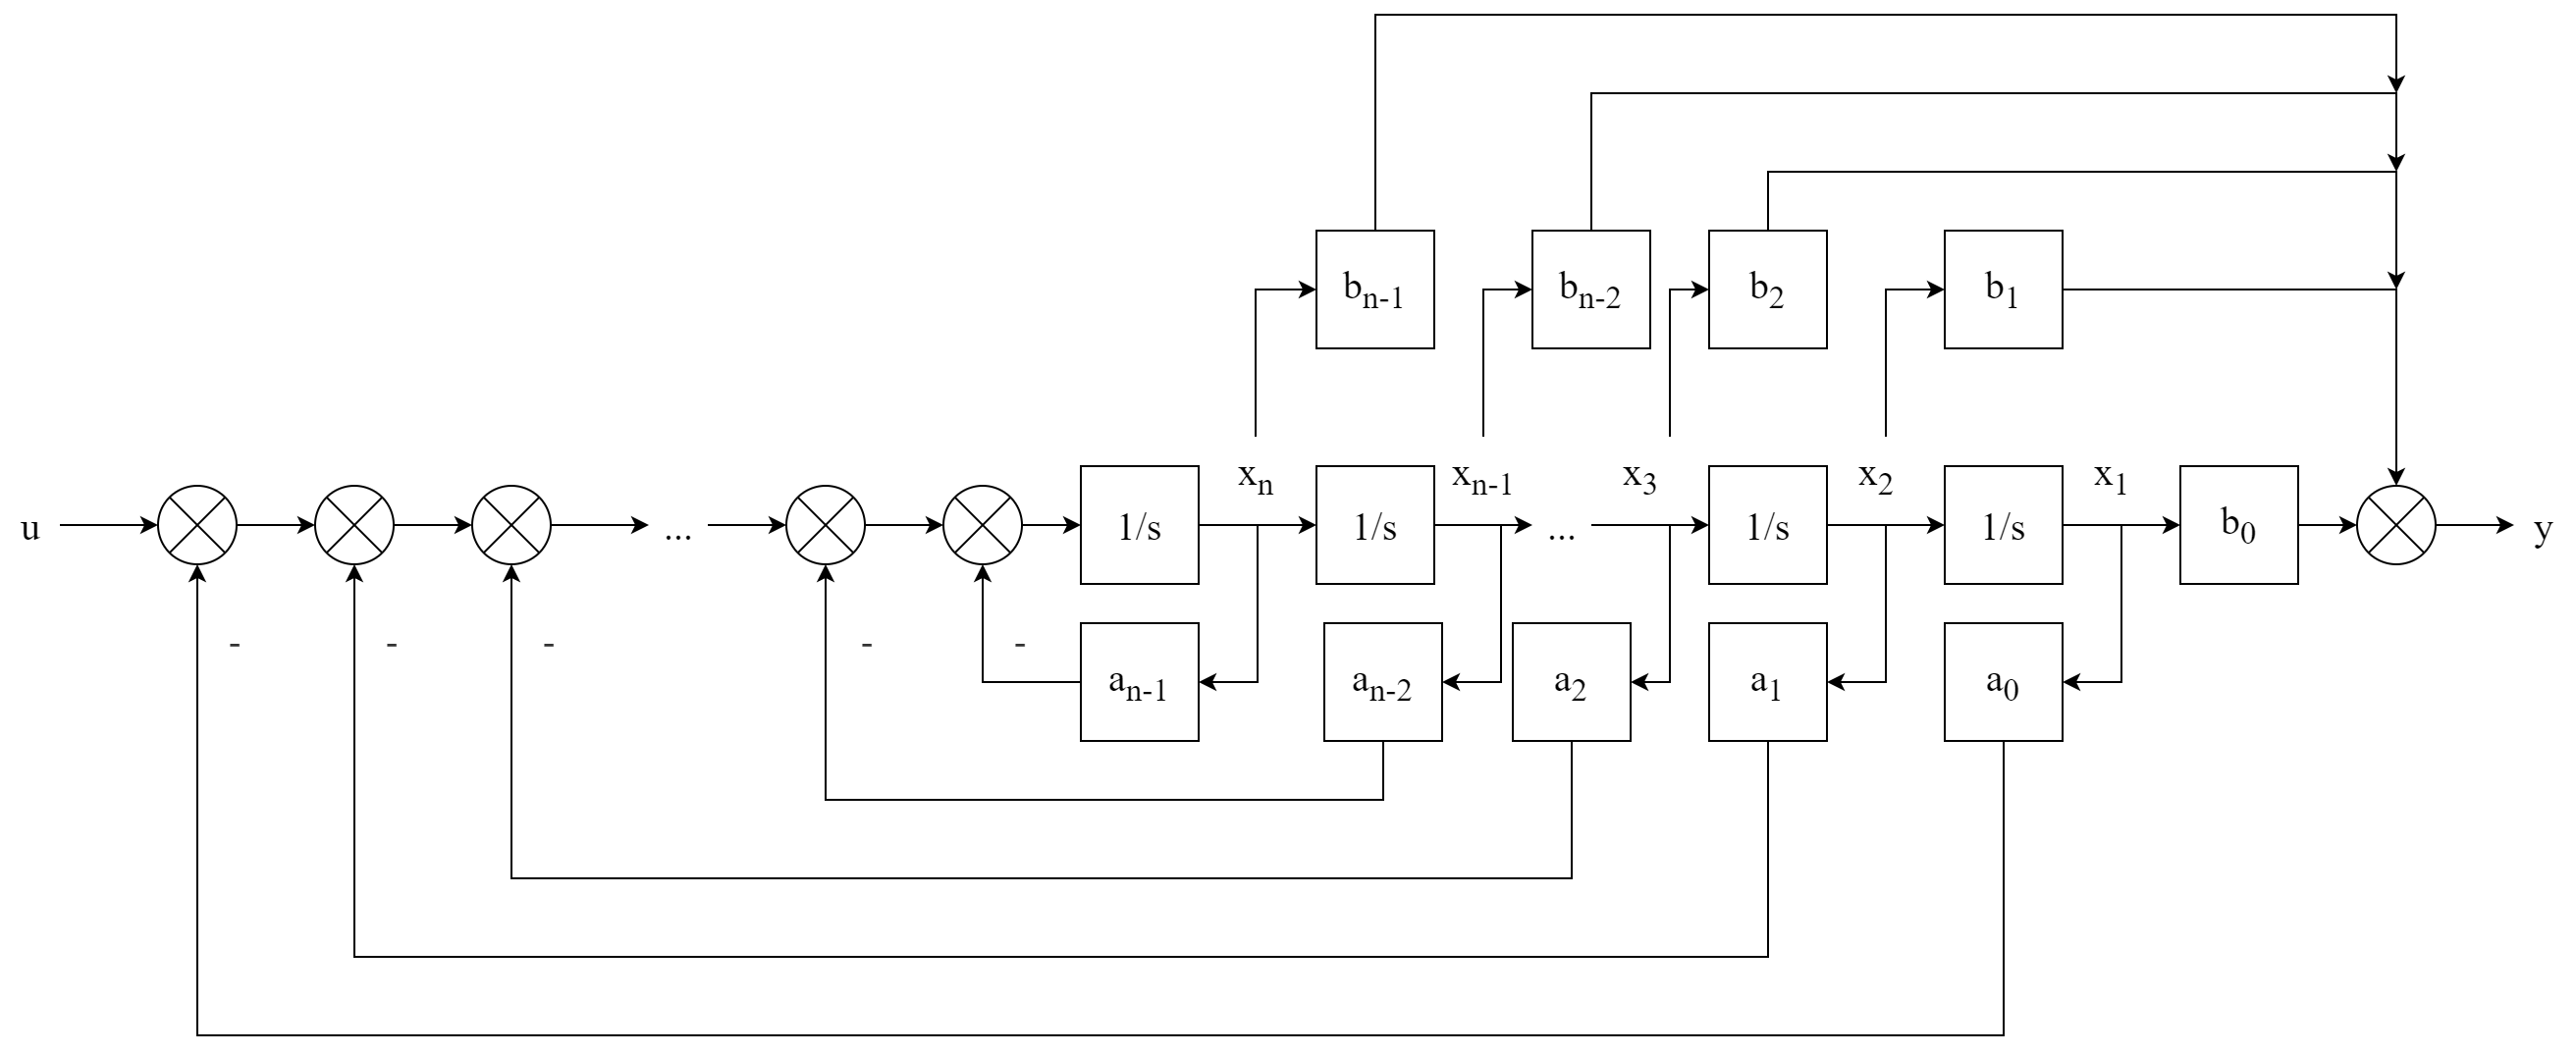 b_{n-1} b_{n-2} b_2 b_1
x_n x_{n-1} x_3 x_2 x_1
u ... 1/s 1/s ... 1/s 1/s b_0 y
- - - - -
a_{n-1} a_{n-2} a_2 a_1 a_0